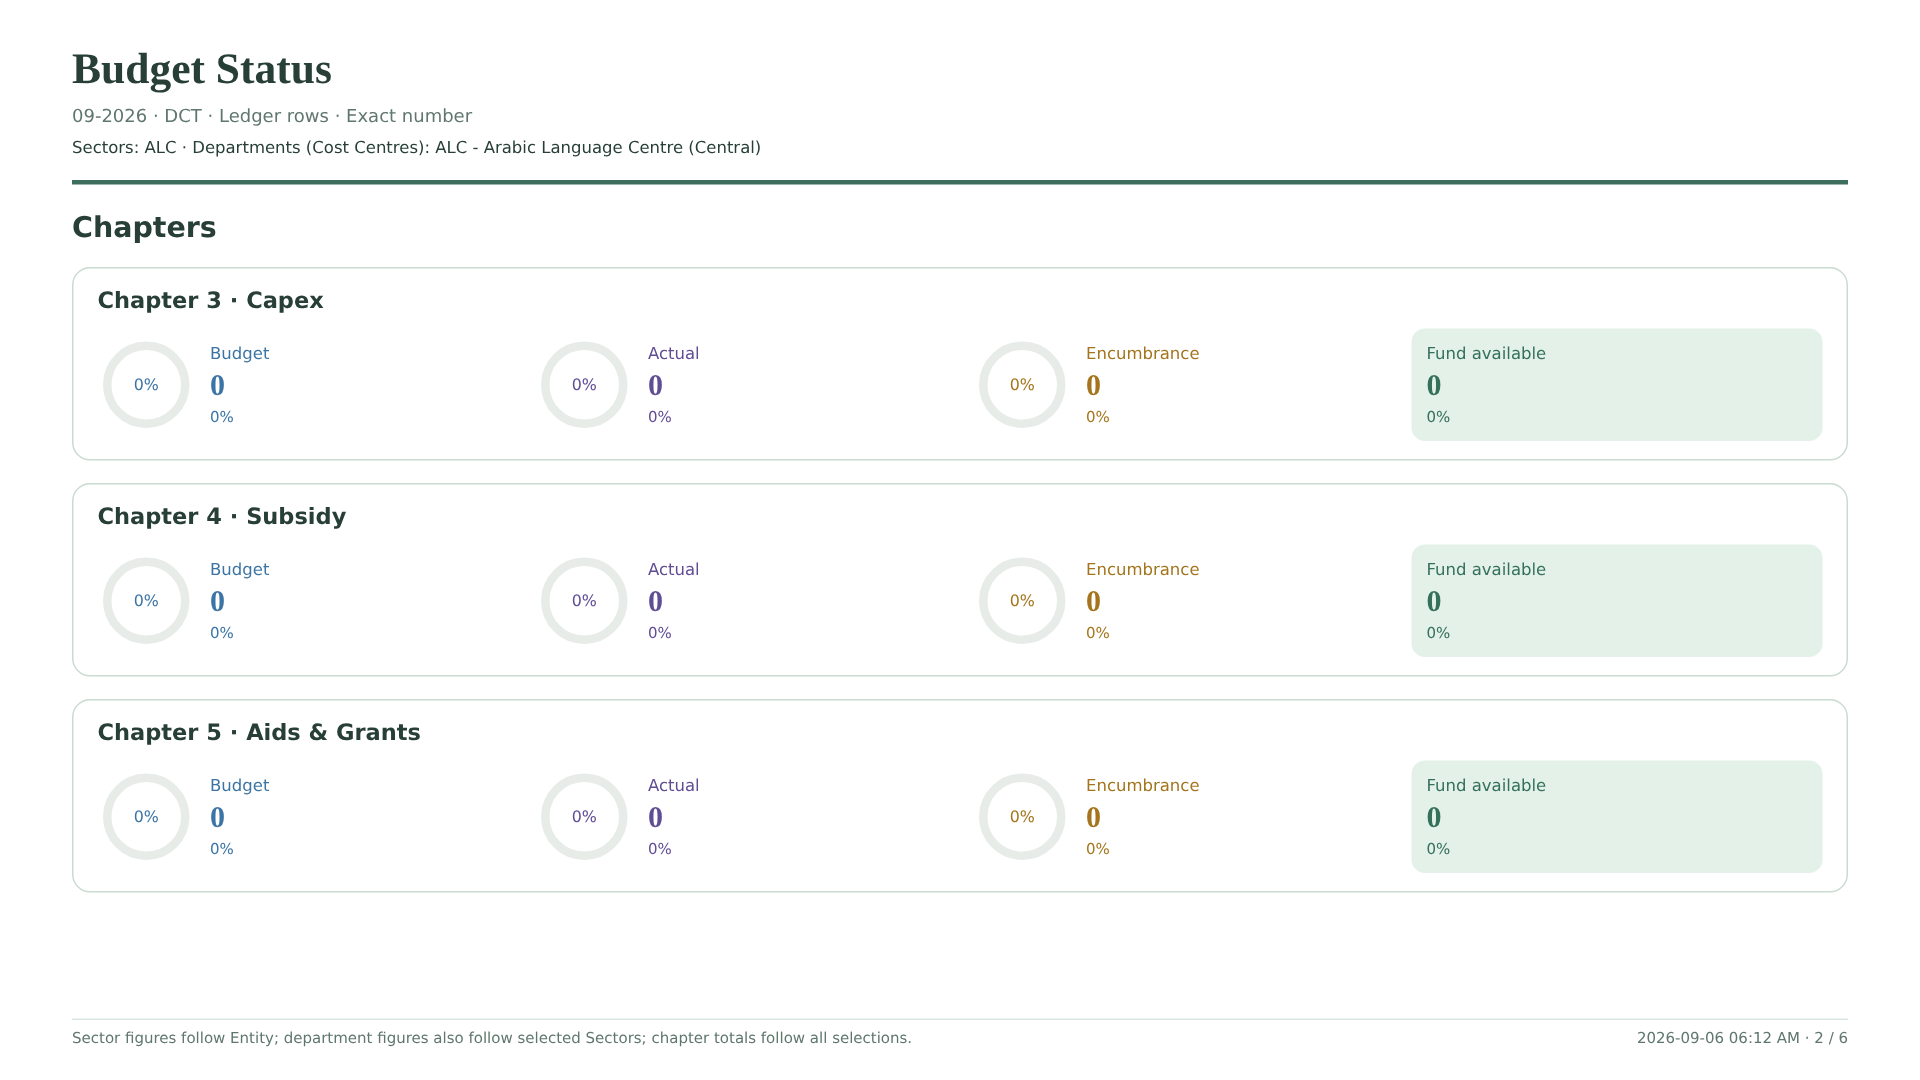 Budget Status
09-2026 · DCT · Ledger rows · Exact number
Sectors: ALC · Departments (Cost Centres): ALC - Arabic Language Centre (Central)
Chapters
Chapter 3 · Capex
0%
Budget
0
0%
0%
Actual
0
0%
0%
Encumbrance
0
0%
Fund available
0
0%
Chapter 4 · Subsidy
0%
Budget
0
0%
0%
Actual
0
0%
0%
Encumbrance
0
0%
Fund available
0
0%
Chapter 5 · Aids & Grants
0%
Budget
0
0%
0%
Actual
0
0%
0%
Encumbrance
0
0%
Fund available
0
0%
Sector figures follow Entity; department figures also follow selected Sectors; chapter totals follow all selections.
2026-09-06 06:12 AM · 2 / 6